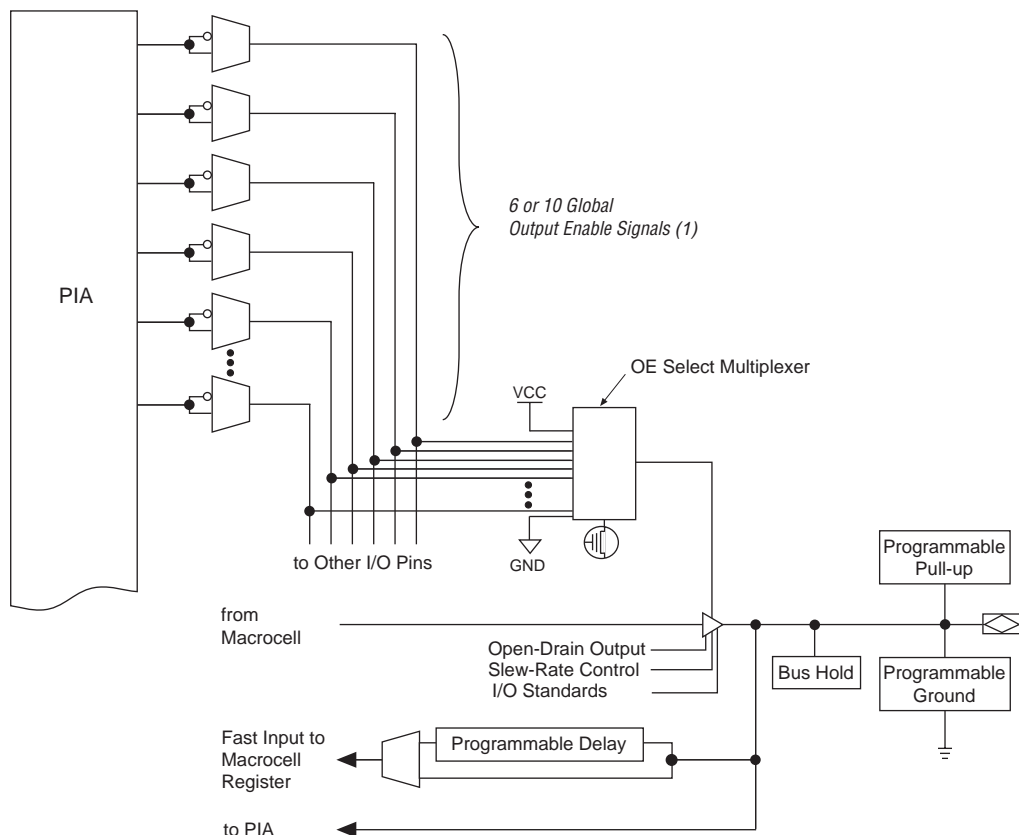 PIA
6 or 10 Global
Output Enable Signals (1)
OE Select Multiplexer
VCC
to Other I/O Pins
GND
Programmable
Pull-up
from
Macrocell
Open-Drain Output
Slew-Rate Control
I/O Standards
Bus Hold
Programmable
Ground
Fast Input to
Macrocell
Register
Programmable Delay
to PIA